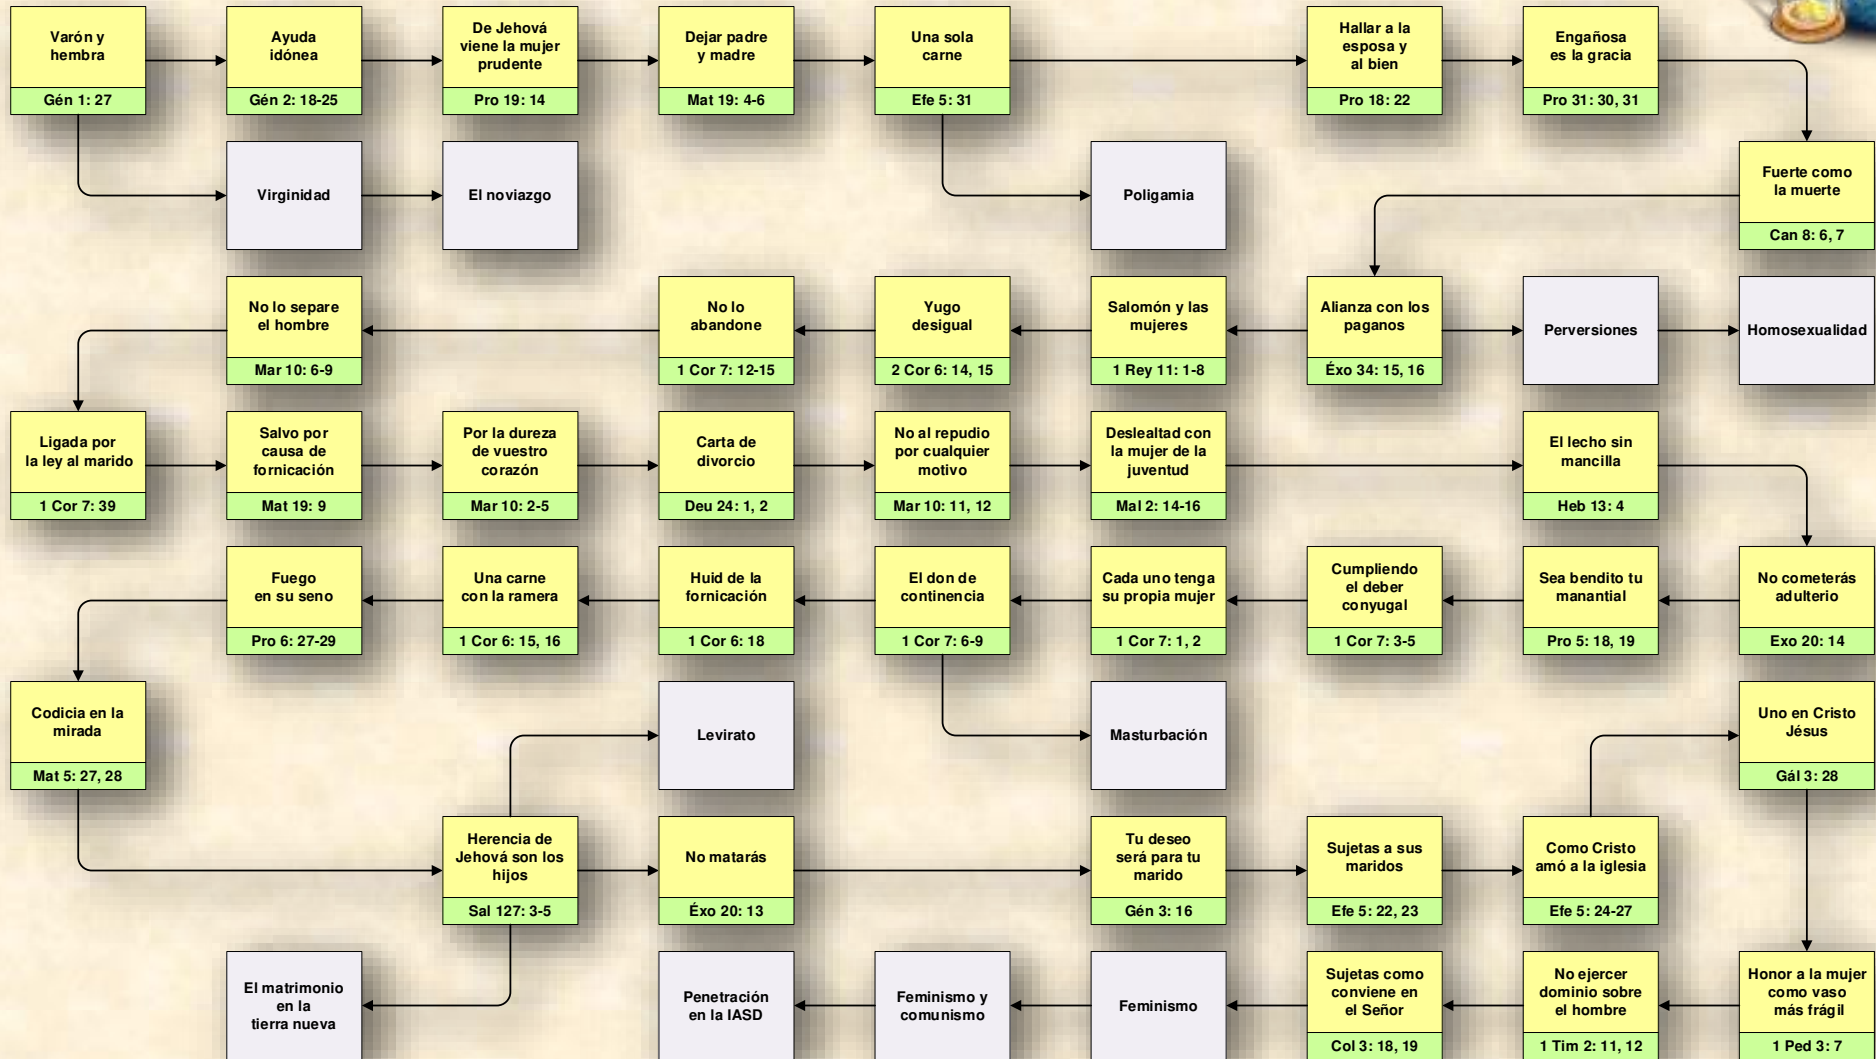 Varón y
hembra
Gén 1: 27
Ayuda
idónea
Gén 2: 18-25
De Jehová
viene la mujer
prudente
Pro 19: 14
Dejar padre
y madre
Mat 19: 4-6
Una sola
carne
Efe 5: 31
Hallar a la
esposa y
al bien
Pro 18: 22
Engañosa
es la gracia
Pro 31: 30, 31
Virginidad
El noviazgo
Poligamia
Fuerte como
la muerte
Can 8: 6, 7
No lo separe
el hombre
Mar 10: 6-9
No lo
abandone
1 Cor 7: 12-15
Yugo
desigual
2 Cor 6: 14, 15
Salomón y las
mujeres
1 Rey 11: 1-8
Alianza con los
paganos
Éxo 34: 15, 16
Perversiones
Homosexualidad
Ligada por
la ley al marido
1 Cor 7: 39
Salvo por
causa de
fornicación
Mat 19: 9
Por la dureza
de vuestro
corazón
Mar 10: 2-5
Carta de
divorcio
Deu 24: 1, 2
No al repudio
por cualquier
motivo
Mar 10: 11, 12
Deslealtad con
la mujer de la
juventud
Mal 2: 14-16
El lecho sin
mancilla
Heb 13: 4
Fuego
en su seno
Pro 6: 27-29
Una carne
con la ramera
1 Cor 6: 15, 16
Huid de la
fornicación
1 Cor 6: 18
El don de
continencia
1 Cor 7: 6-9
Cada uno tenga
su propia mujer
1 Cor 7: 1, 2
Cumpliendo
el deber
conyugal
1 Cor 7: 3-5
Sea bendito tu
manantial
Pro 5: 18, 19
No cometerás
adulterio
Exo 20: 14
Codicia en la
mirada
Mat 5: 27, 28
Levirato
Masturbación
Uno en Cristo
Jésus
Gál 3: 28
Herencia de
Jehová son los
hijos
Sal 127: 3-5
No matarás
Éxo 20: 13
Tu deseo
será para tu
marido
Gén 3: 16
Sujetas a sus
maridos
Efe 5: 22, 23
Como Cristo
amó a la iglesia
Efe 5: 24-27
El matrimonio
en la
tierra nueva
Penetración
en la IASD
Feminismo y
comunismo
Feminismo
Sujetas como
conviene en
el Señor
Col 3: 18, 19
No ejercer
dominio sobre
el hombre
1 Tim 2: 11, 12
Honor a la mujer
como vaso
más frágil
1 Ped 3: 7